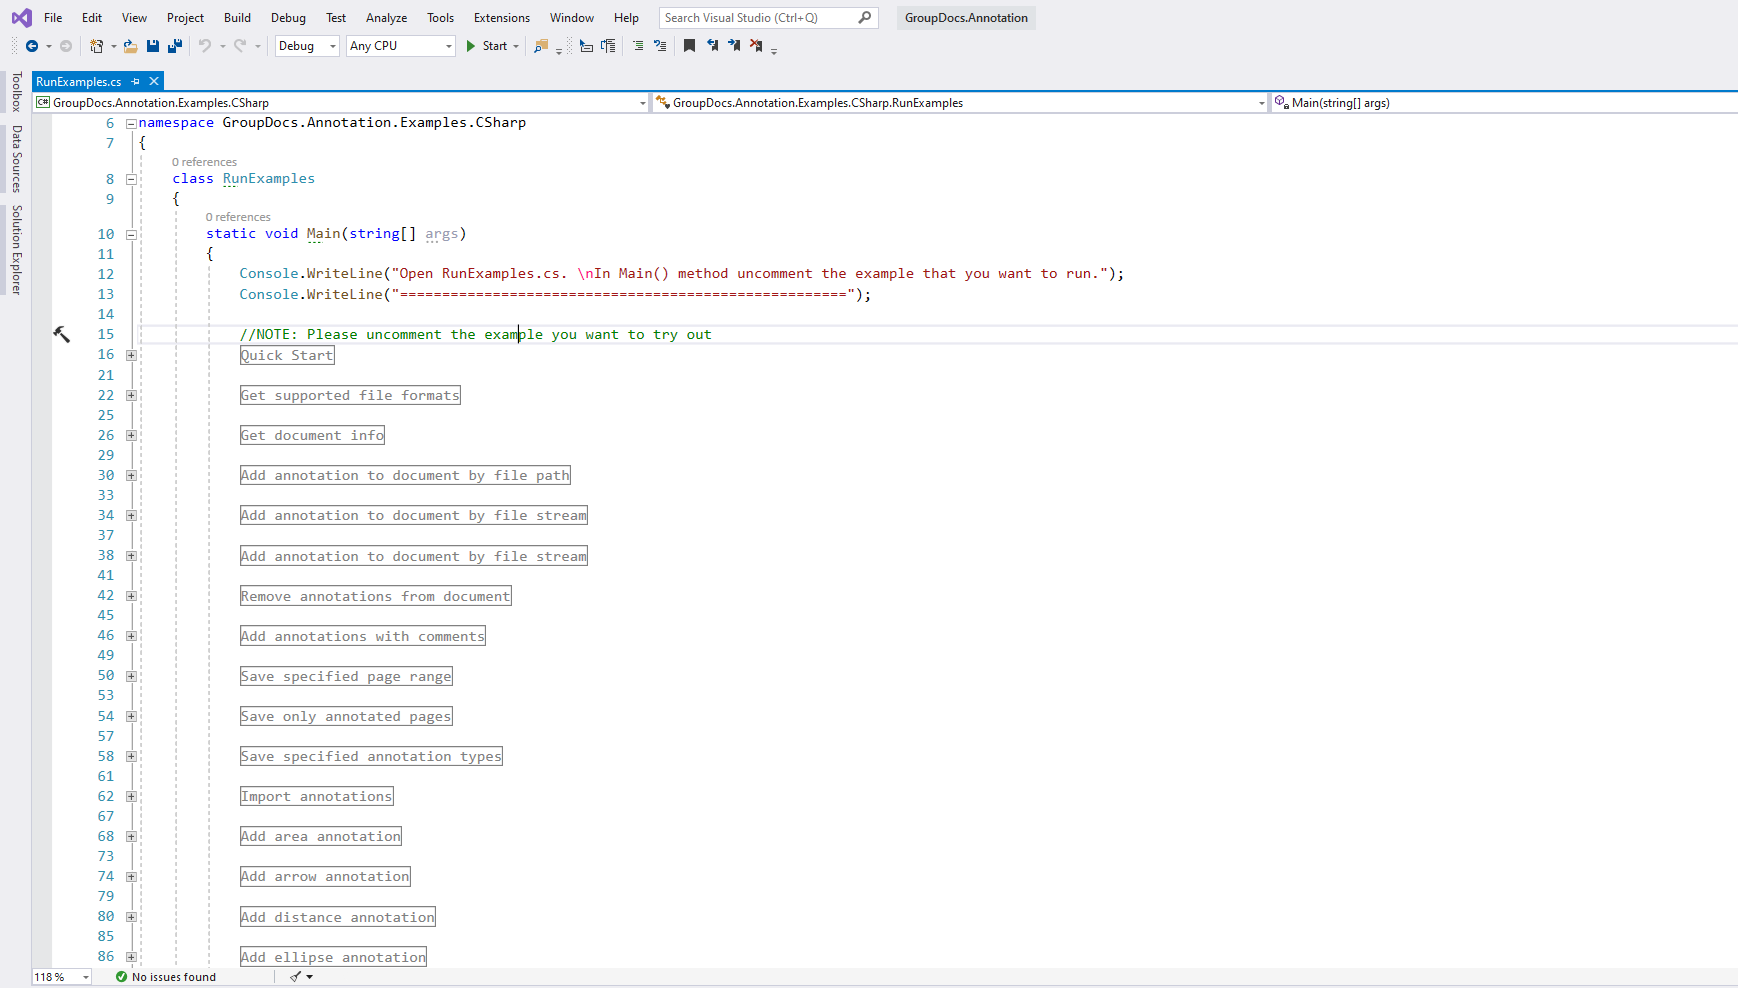 File Edit View Project Build Debug Test Analyze Tools Extensions Window Help Search Visual Studio (Ctrl+Q) GroupDocs.Annotation
Debug Any CPU Start
RunExamples.cs
C# GroupDocs.Annotation.Examples.CSharp GroupDocs.Annotation.Examples.CSharp.RunExamples Main(string[] args)
Toolbox
Data Sources
Solution Explorer
6 namespace GroupDocs.Annotation.Examples.CSharp
7 {
0 references
8 class RunExamples
9 {
0 references
10 static void Main(string[] args)
11 {
12 Console.WriteLine("Open RunExamples.cs. \nIn Main() method uncomment the example that you want to run.");
13 Console.WriteLine("=====================================================");
14
15 //NOTE: Please uncomment the example you want to try out
16 Quick Start
21
22 Get supported file formats
25
26 Get document info
29
30 Add annotation to document by file path
33
34 Add annotation to document by file stream
37
38 Add annotation to document by file stream
41
42 Remove annotations from document
45
46 Add annotations with comments
49
50 Save specified page range
53
54 Save only annotated pages
57
58 Save specified annotation types
61
62 Import annotations
67
68 Add area annotation
73
74 Add arrow annotation
79
80 Add distance annotation
85
86 Add ellipse annotation
118 % No issues found